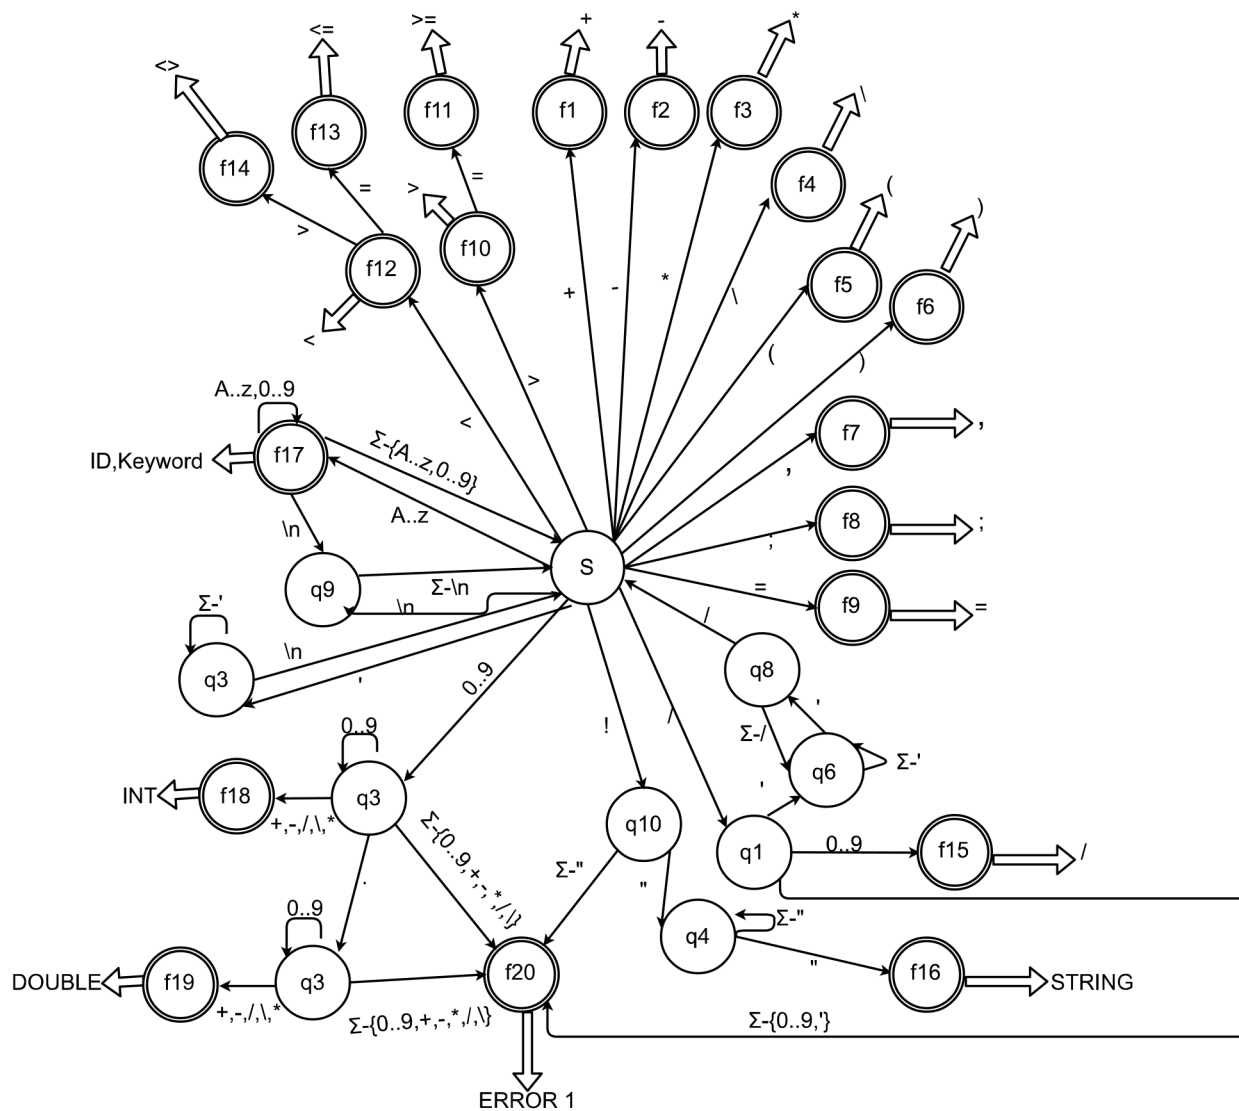 +
-
*
>=
<=
<>
\
f11
f1
f2
f3
f13
f14
f4
=
=
>
(
)
>
f10
f12
f5
f6
<
+
-
*
\
(
)
>
<
A..z,0..9
f17
ID,Keyword
Σ-{A..z,0..9}
A..z
\n
f7
,
,
f8
;
;
S
q9
Σ-\n
\n
=
f9
=
Σ-'
q3
\n
'
/
q8
0..9
!
/
'
Σ-/
q6
Σ-'
'
0..9
INT
f18
q3
+,-,/,\,*
Σ-{0..9,+,-,*,/,\}
q10
q1
0..9
f15
/
Σ-"
"
.
0..9
q4
Σ-"
"
DOUBLE
f19
q3
f20
f16
STRING
+,-,/,\,*
Σ-{0..9,+,-,*,/,\}
Σ-{0..9,'}
ERROR 1